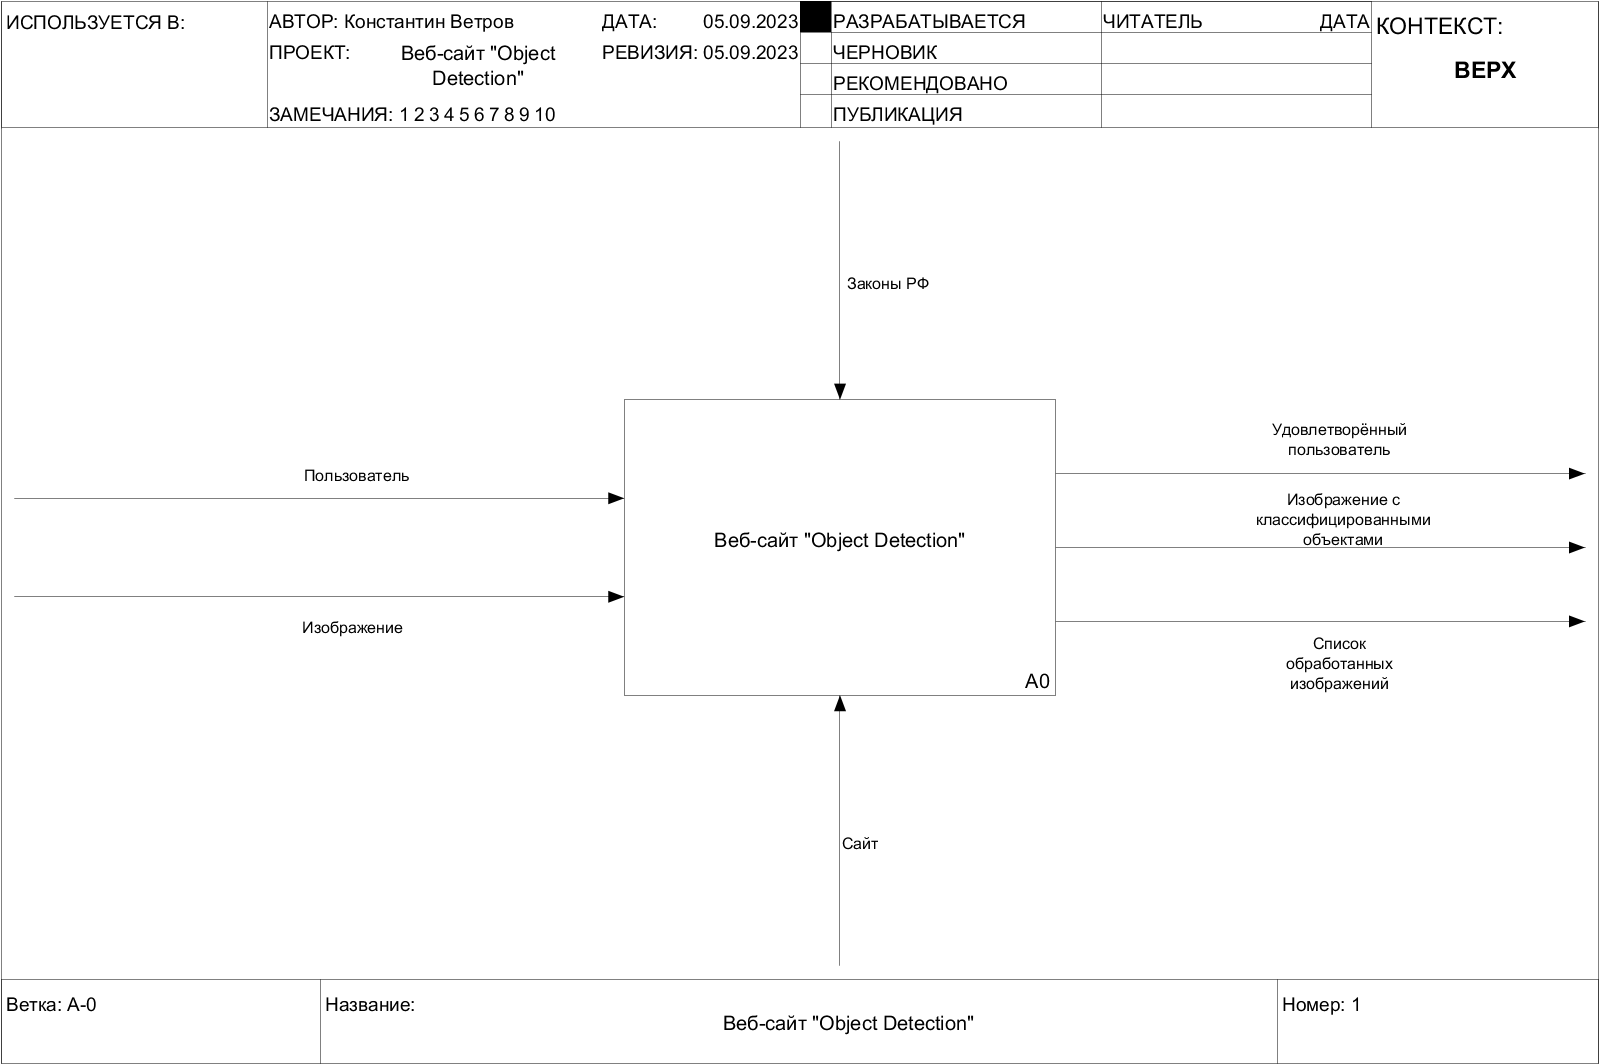 ИСПОЛЬЗУЕТСЯ В:
АВТОР: Константин Ветров
ДАТА: 05.09.2023
ПРОЕКТ: Веб-сайт "Object
Detection"
РЕВИЗИЯ: 05.09.2023
ЗАМЕЧАНИЯ: 1 2 3 4 5 6 7 8 9 10
РАЗРАБАТЫВАЕТСЯ
ЧЕРНОВИК
РЕКОМЕНДОВАНО
ПУБЛИКАЦИЯ
ЧИТАТЕЛЬ
ДАТА
КОНТЕКСТ:
ВЕРХ
Законы РФ
Пользователь
Изображение
Веб-сайт "Object Detection"
A0
Удовлетворённый
пользователь
Изображение с
классифицированными
объектами
Список
обработанных
изображений
Сайт
Ветка: A-0
Название:
Веб-сайт "Object Detection"
Номер: 1